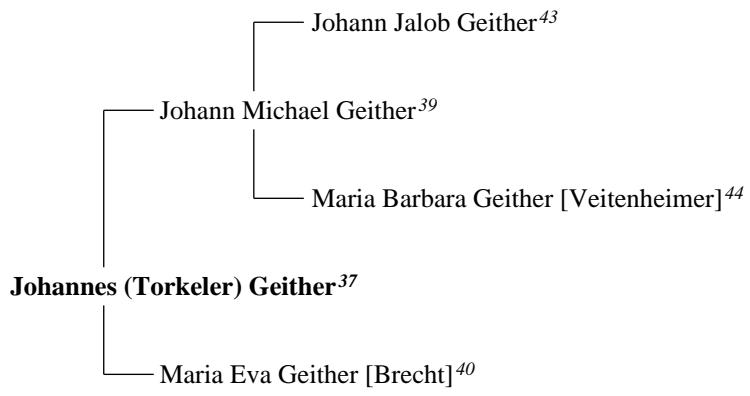 Johann Jalob Geither43
Johann Michael Geither39
Maria Barbara Geither [Veitenheimer]44
Johannes (Torkeler) Geither37
Maria Eva Geither [Brecht]40